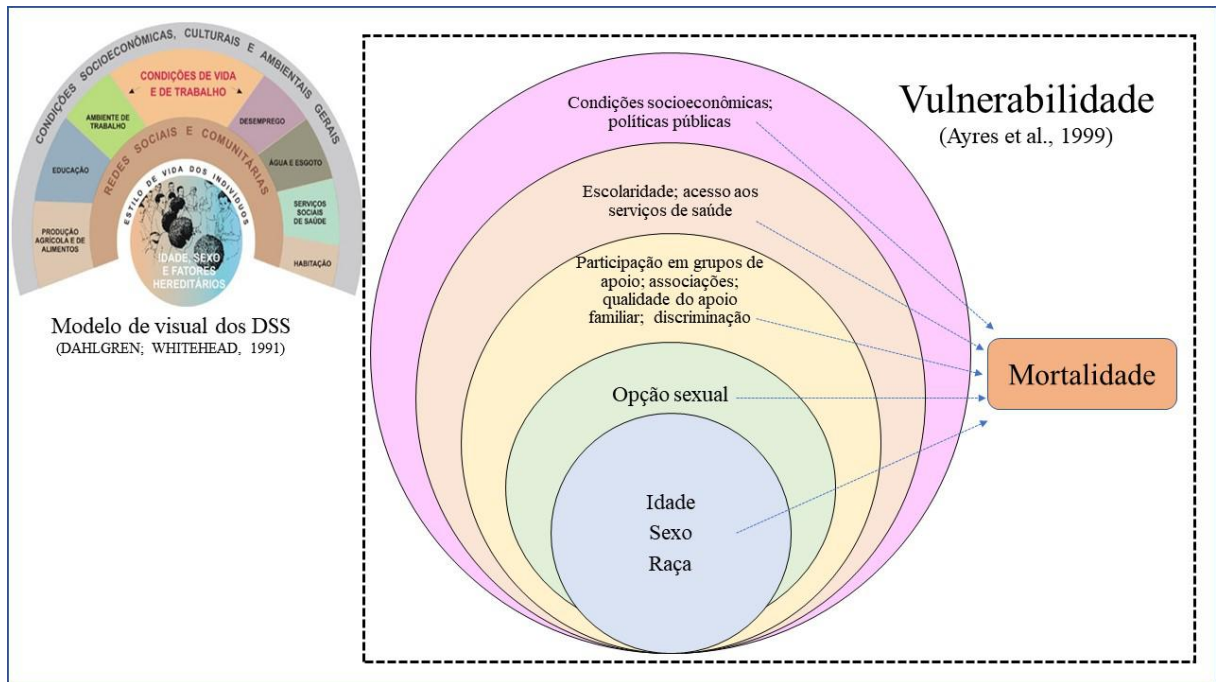 CONDIÇÕES SOCIOECONÔMICAS, CULTURAIS E AMBIENTAIS GERAIS
CONDIÇÕES DE VIDA
E DE TRABALHO
AMBIENTE DE
TRABALHO
DESEMPREGO
REDES SOCIAIS E COMUNITÁRIAS
EDUCAÇÃO
ÁGUA E ESGOTO
ESTILO DE VIDA DOS INDIVÍDUOS
PRODUÇÃO
AGRÍCOLA E DE
ALIMENTOS
SERVIÇOS
SOCIAIS
DE SAÚDE
HABITAÇÃO
IDADE, SEXO
E FATORES
HEREDITÁRIOS
Modelo de visual dos DSS
(DAHLGREN; WHITEHEAD, 1991)
Vulnerabilidade
(Ayres et al., 1999)
Condições socioeconômicas;
políticas públicas
Escolaridade; acesso aos
serviços de saúde
Participação em grupos de
apoio; associações;
qualidade do apoio
familiar; discriminação
Opção sexual
Idade
Sexo
Raça
Mortalidade